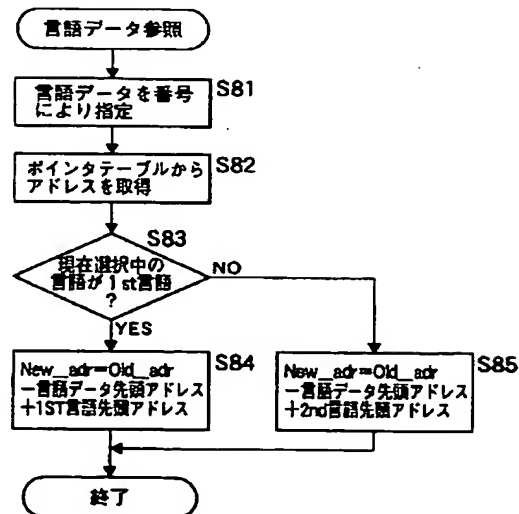 言語データ参照
言語データを番号
により指定
S81
ポインタテーブルから
アドレスを取得
S82
S83
現在選択中の
言語が1st言語
?
NO
YES
New_adr=Old_adr
−言語データ先頭アドレス
+1ST言語先頭アドレス
S84
New_adr=Old_adr
−言語データ先頭アドレス
+2nd言語先頭アドレス
S85
終了